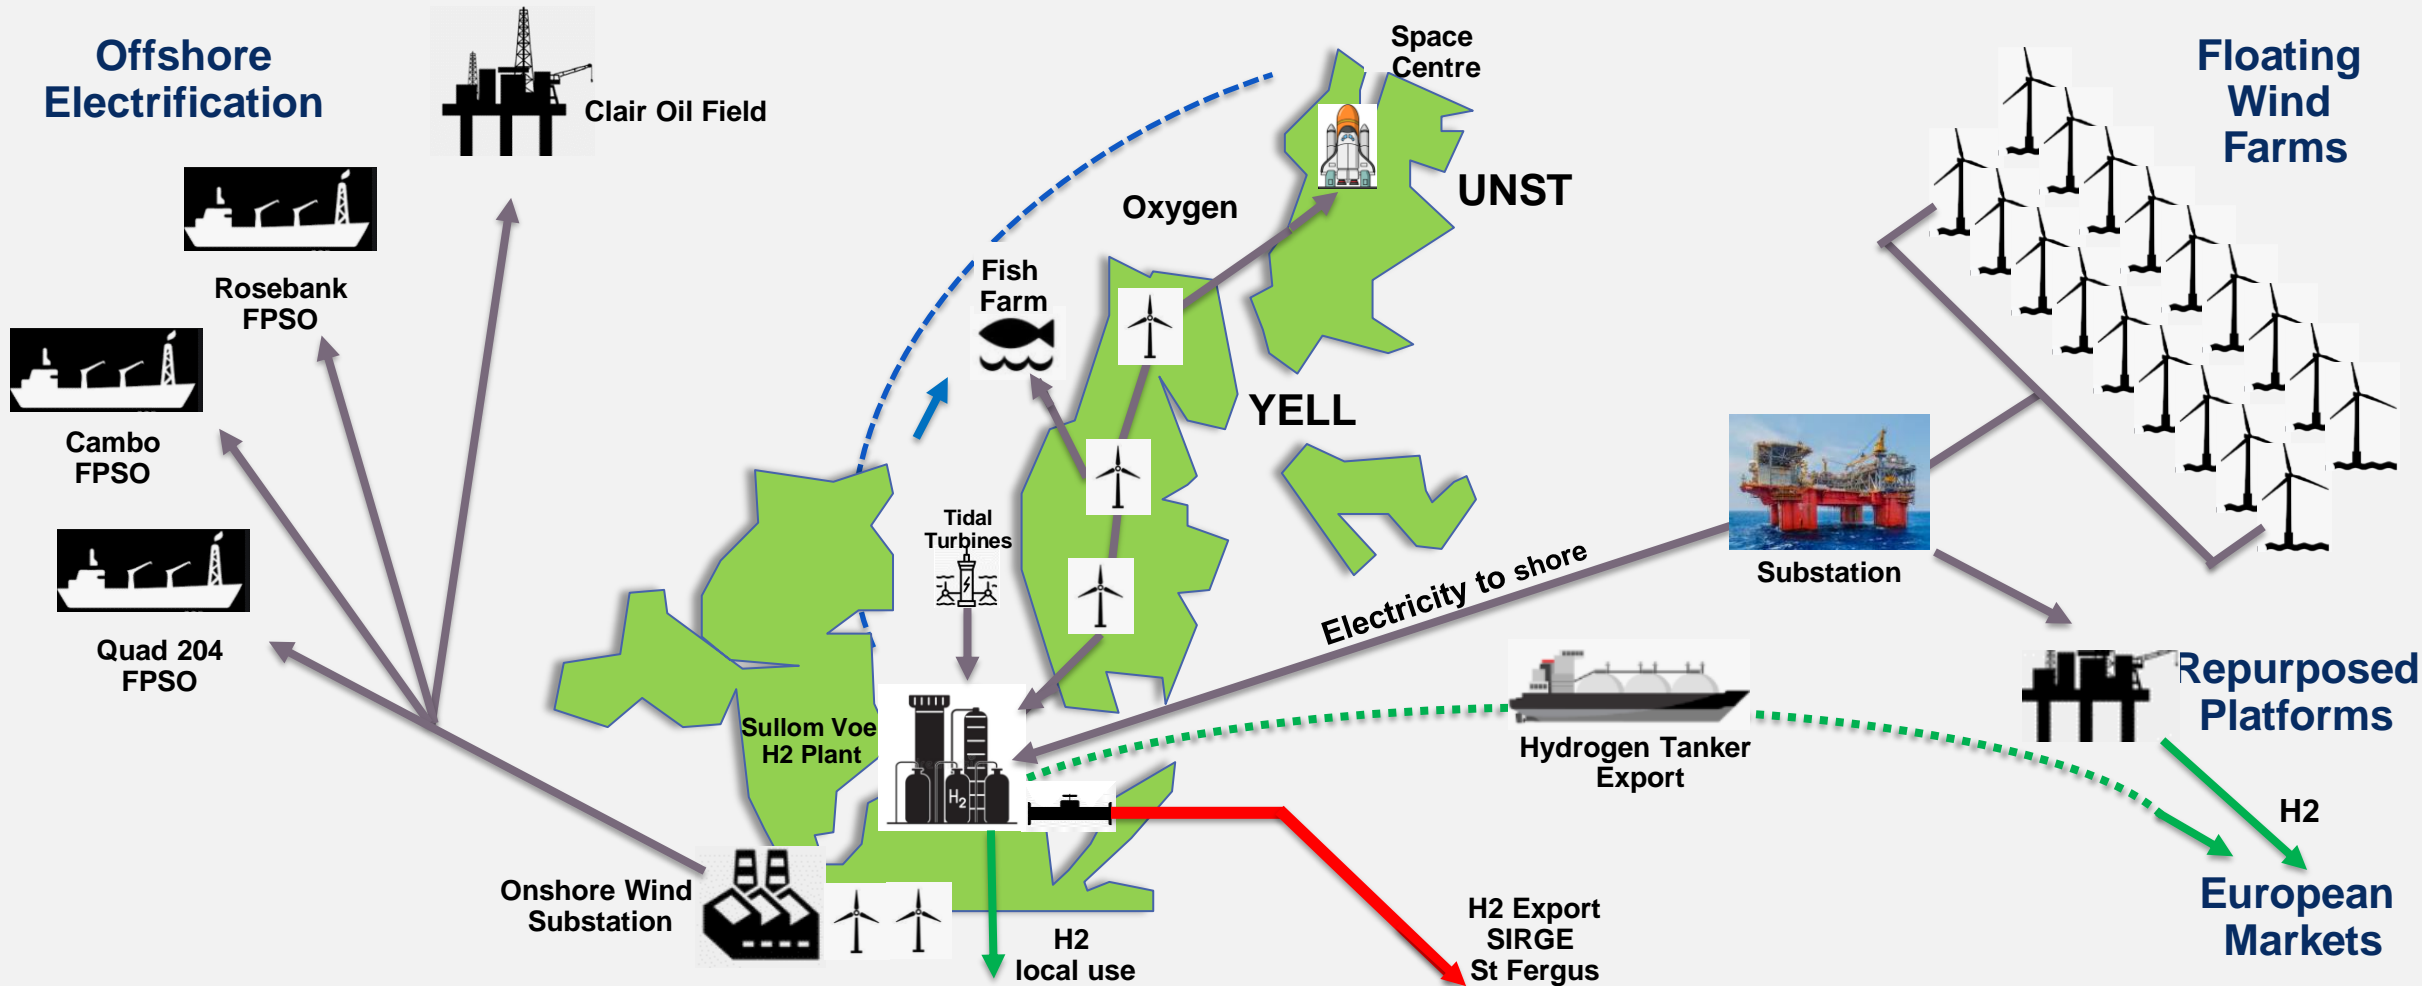 Offshore
Electrification
Clair Oil Field
Space
Centre
Floating
Wind
Farms
UNST
Oxygen
Rosebank
FPSO
Fish
Farm
YELL
Cambo
FPSO
Tidal
Turbines
Electricity to shore
Substation
Quad 204
FPSO
Repurposed
Platforms
Sullom Voe
H2 Plant
H2
Hydrogen Tanker
Export
H2
European
Markets
Onshore Wind
Substation
H2
local use
H2 Export
SIRGE
St Fergus